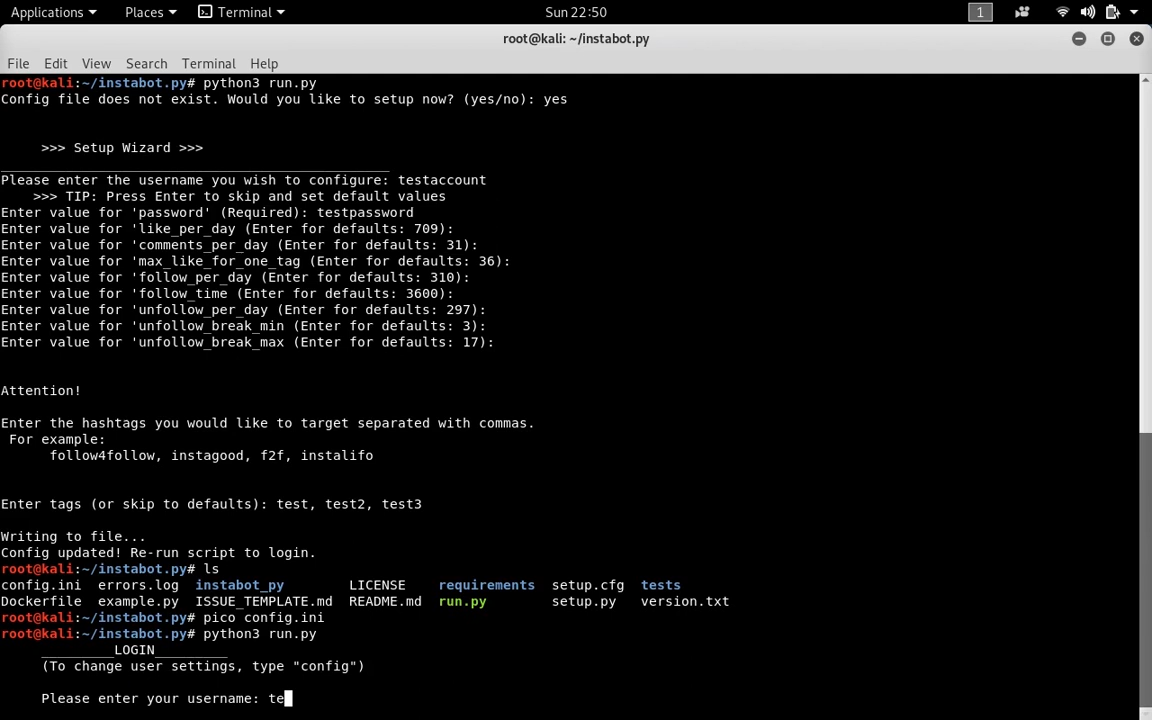 Applications Places Terminal Sun 22:50 1
root@kali: ~/instabot.py
File Edit View Search Terminal Help
root@kali:~/instabot.py# python3 run.py
Config file does not exist. Would you like to setup now? (yes/no): yes
>>> Setup Wizard >>>
Please enter the username you wish to configure: testaccount
>>> TIP: Press Enter to skip and set default values
Enter value for 'password' (Required): testpassword
Enter value for 'like_per_day (Enter for defaults: 709):
Enter value for 'comments_per_day (Enter for defaults: 31):
Enter value for 'max_like_for_one_tag (Enter for defaults: 36):
Enter value for 'follow_per_day (Enter for defaults: 310):
Enter value for 'follow_time (Enter for defaults: 3600):
Enter value for 'unfollow_per_day (Enter for defaults: 297):
Enter value for 'unfollow_break_min (Enter for defaults: 3):
Enter value for 'unfollow_break_max (Enter for defaults: 17):
Attention!
Enter the hashtags you would like to target separated with commas.
For example:
follow4follow, instagood, f2f, instalifo
Enter tags (or skip to defaults): test, test2, test3
Writing to file...
Config updated! Re-run script to login.
root@kali:~/instabot.py# ls
config.ini errors.log instabot_py LICENSE requirements setup.cfg tests
Dockerfile example.py ISSUE_TEMPLATE.md README.md run.py setup.py version.txt
root@kali:~/instabot.py# pico config.ini
root@kali:~/instabot.py# python3 run.py
_________LOGIN_________
(To change user settings, type "config")
Please enter your username: te